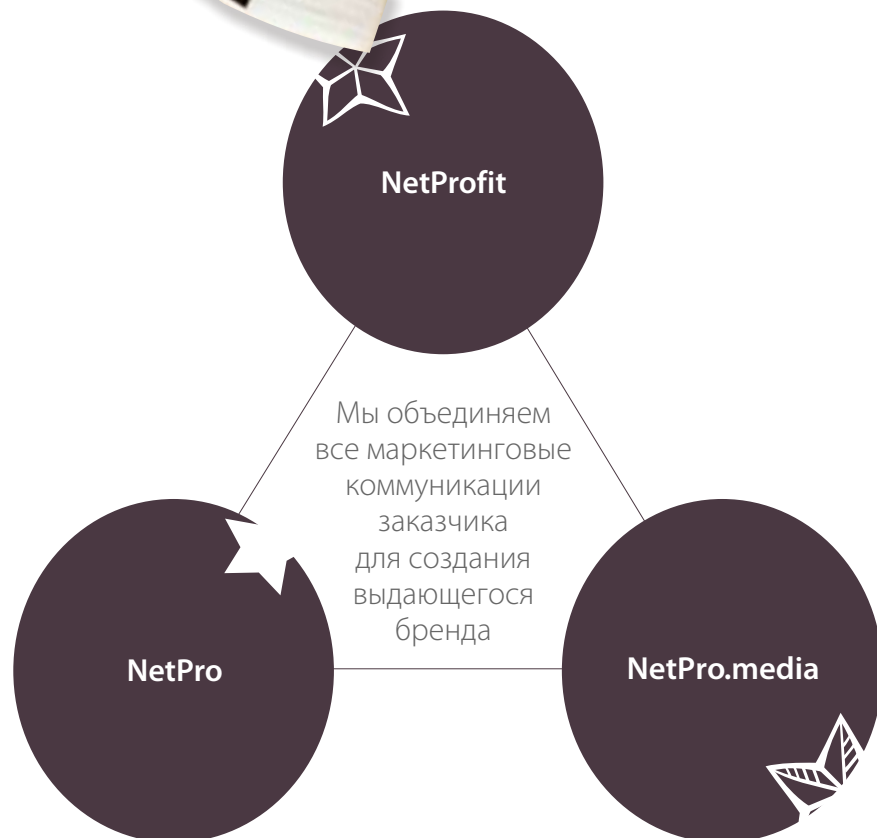 NetProfit
Мы объединяем
все маркетинговые
коммуникации
заказчика
для создания
выдающегося
бренда
NetPro
NetPro.media